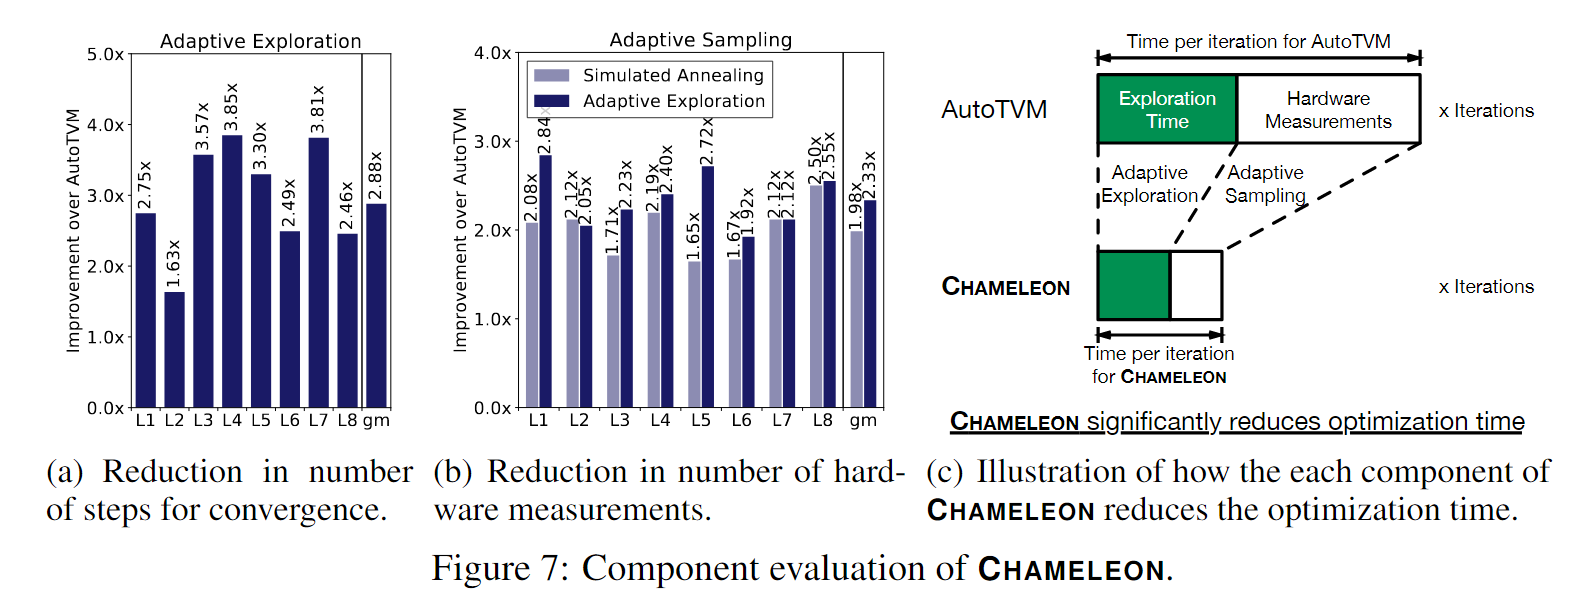 Adaptive Exploration
Improvement over AutoTVM
5.0x
4.0x
3.0x
2.0x
1.0x
0.0x
2.75x
1.63x
3.57x
3.85x
3.30x
2.49x
3.81x
2.46x
2.88x
L1 L2 L3 L4 L5 L6 L7 L8 gm
(a) Reduction in number
of steps for convergence.
Adaptive Sampling
Improvement over AutoTVM
4.0x
3.0x
2.0x
1.0x
0.0x
Simulated Annealing
Adaptive Exploration
2.08x
2.84x
2.12x
2.05x
1.71x
2.23x
2.19x
2.40x
1.65x
2.72x
1.67x
1.92x
2.12x
2.12x
2.50x
2.55x
1.98x
2.33x
L1 L2 L3 L4 L5 L6 L7 L8 gm
(b) Reduction in number of hard-
ware measurements.
Time per iteration for AutoTVM
AutoTVM
Exploration
Time
Hardware
Measurements
x Iterations
Adaptive
Exploration
Adaptive
Sampling
CHAMELEON
x Iterations
Time per iteration
for CHAMELEON
CHAMELEON significantly reduces optimization time
(c) Illustration of how the each component of
CHAMELEON reduces the optimization time.
Figure 7: Component evaluation of CHAMELEON.